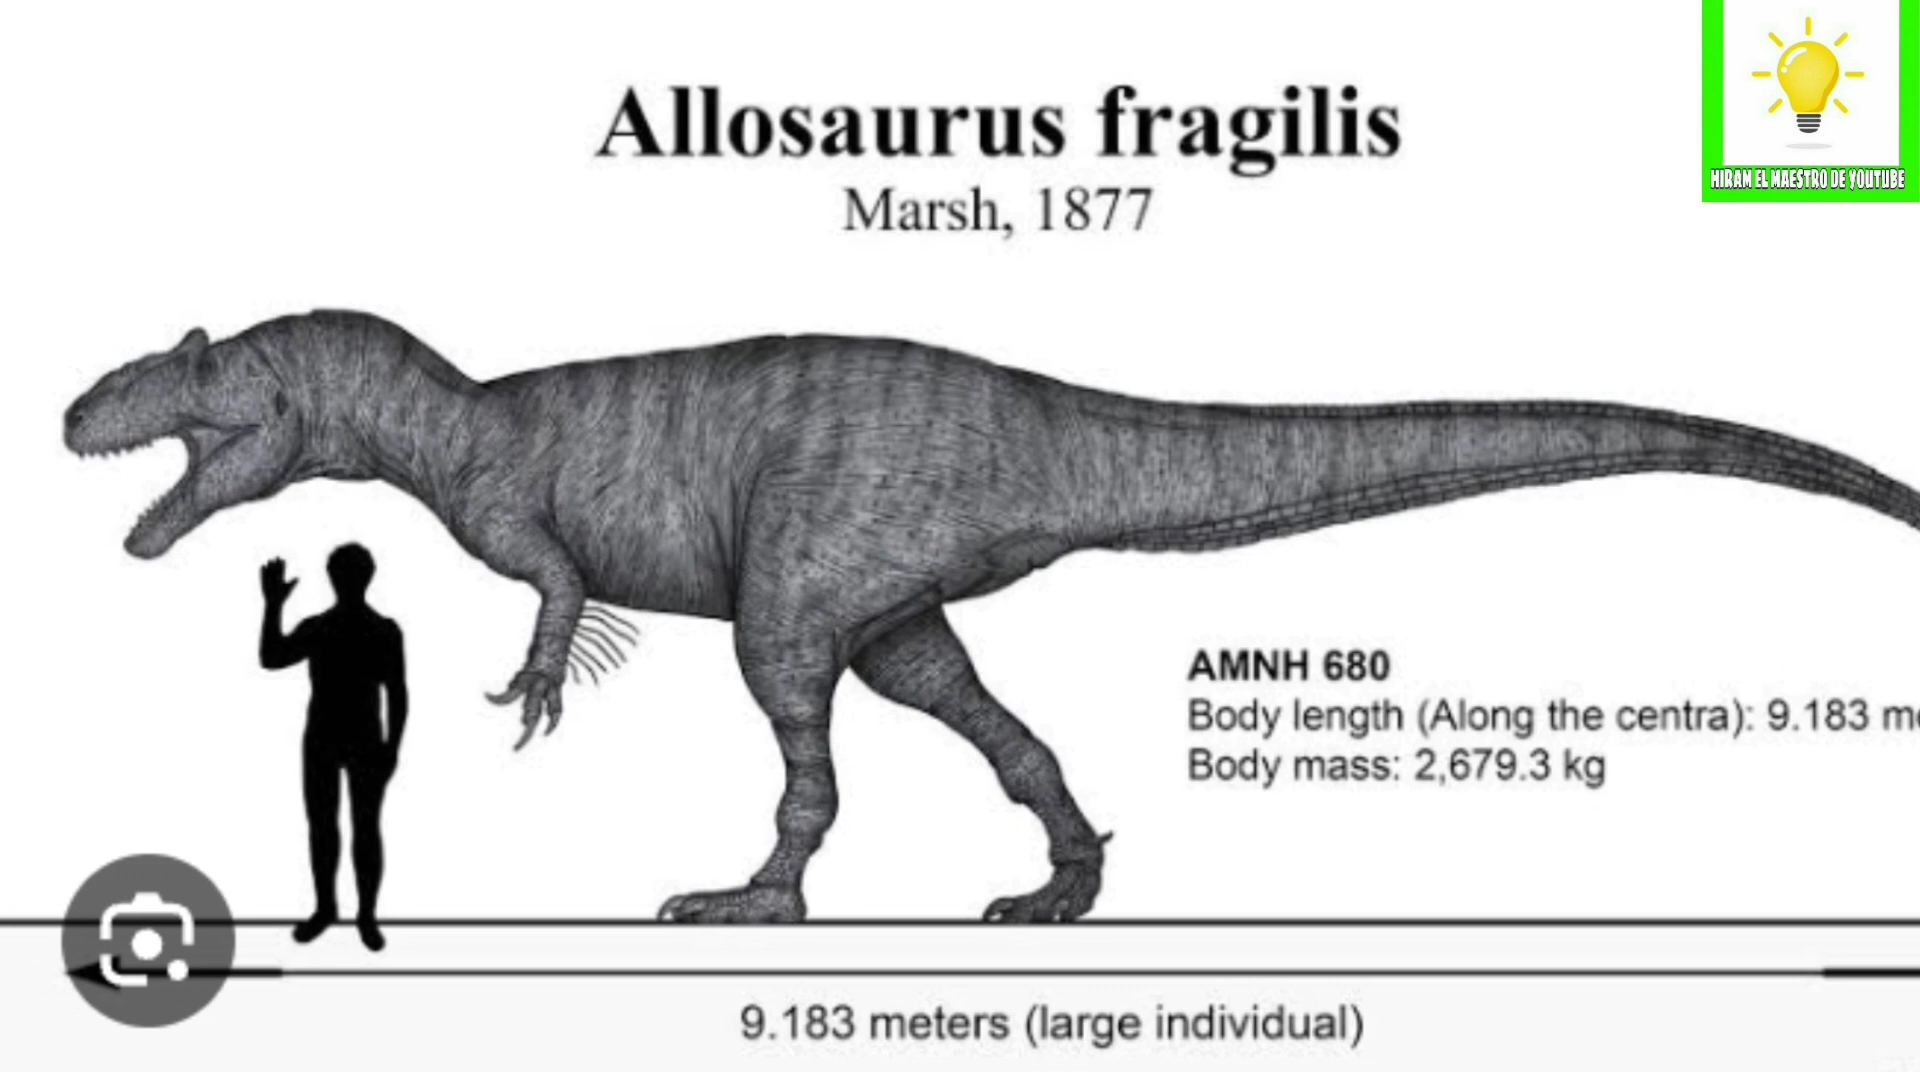 Allosaurus fragilis
Marsh, 1877
HIRAM EL MAESTRO DE YOUTUBE
AMNH 680
Body length (Along the centra): 9.183 m
Body mass: 2,679.3 kg
9.183 meters (large individual)